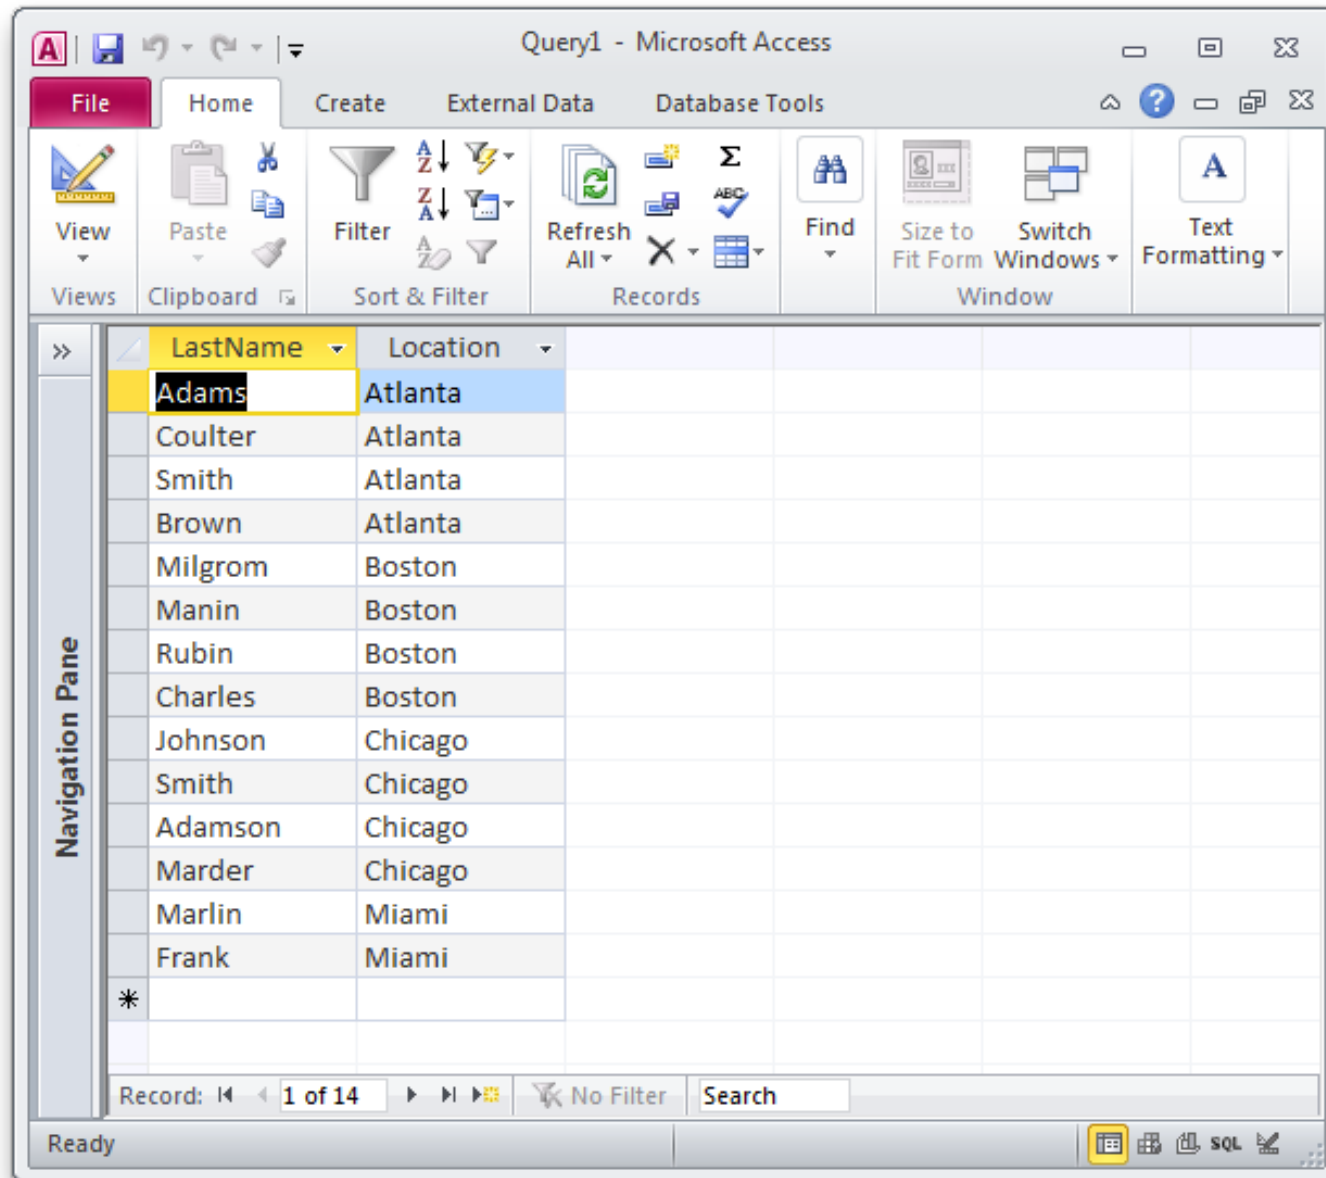 Query1 - Microsoft Access
File Home Create External Data Database Tools
View
Paste
Filter
Refresh All
ABC
Find
Size to Fit Form
Switch Windows
A
Text Formatting
Views Clipboard Sort & Filter Records Window
LastName Location
Adams Atlanta
Coulter Atlanta
Smith Atlanta
Brown Atlanta
Milgrom Boston
Manin Boston
Rubin Boston
Charles Boston
Johnson Chicago
Smith Chicago
Adamson Chicago
Marder Chicago
Marlin Miami
Frank Miami
Navigation Pane
Record: 1 of 14 No Filter Search
Ready SQL